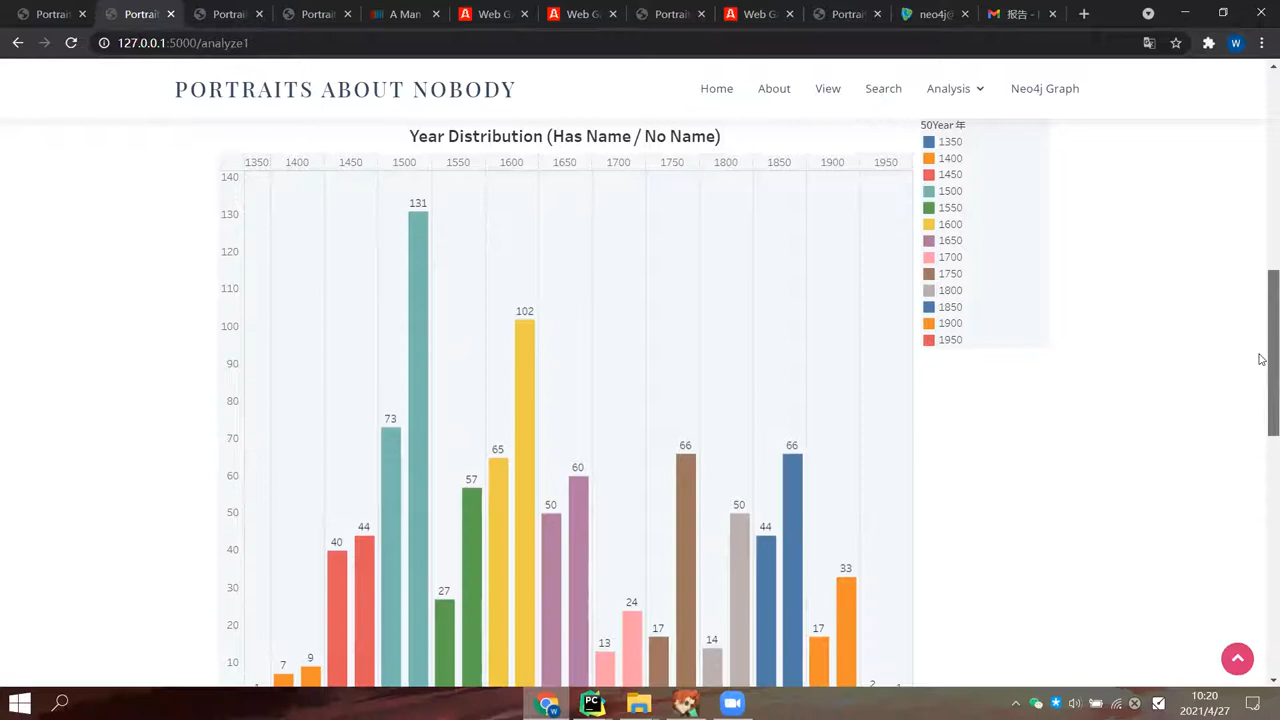 Portrait
Portrait
Portrait
Portrait
A Man
Web G
Web G
Portrait
Web G
Portrait
neo4j@
报告 -
127.0.0.1:5000/analyze1
W
PORTRAITS ABOUT NOBODY
Home About View Search Analysis Neo4j Graph
Year Distribution (Has Name / No Name)
50Year 年
1350 1400 1450 1500 1550 1600 1650 1700 1750 1800 1850 1900 1950
1350
1400
1450
1500
1550
1600
1650
1700
1750
1800
1850
1900
1950
140
130
120
110
100
90
80
70
60
50
40
30
20
10
7 9 40 44 73 131 27 57 65 102 50 60 13 24 17 66 14 50 44 66 17 33 2
PC
10:20
2021/4/27